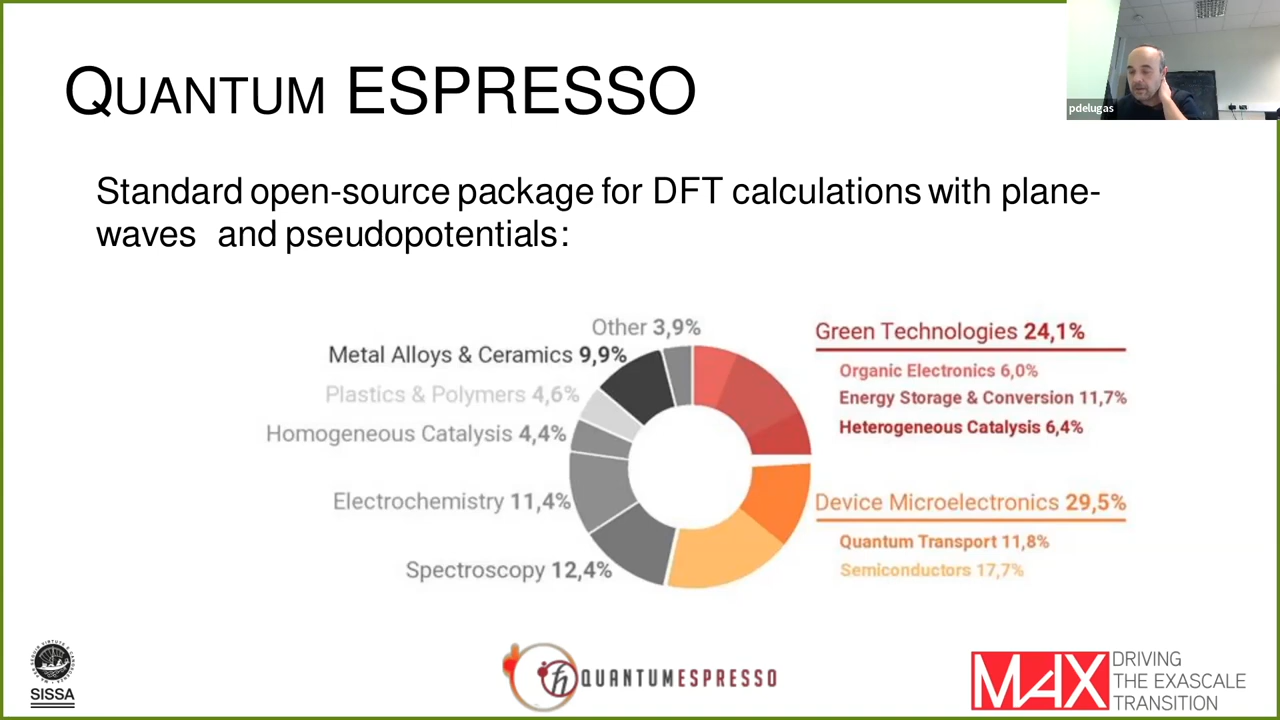 QUANTUM ESPRESSO
pdelugas
Standard open-source package for DFT calculations with plane-
waves and pseudopotentials:
Other 3,9%
Metal Alloys & Ceramics 9,9%
Plastics & Polymers 4,6%
Homogeneous Catalysis 4,4%
Electrochemistry 11,4%
Spectroscopy 12,4%
Green Technologies 24,1%
Organic Electronics 6,0%
Energy Storage & Conversion 11,7%
Heterogeneous Catalysis 6,4%
Device Microelectronics 29,5%
Quantum Transport 11,8%
Semiconductors 17,7%
SISSA
ħ QUANTUMESPRESSO
MAX
DRIVING
THE EXASCALE
TRANSITION